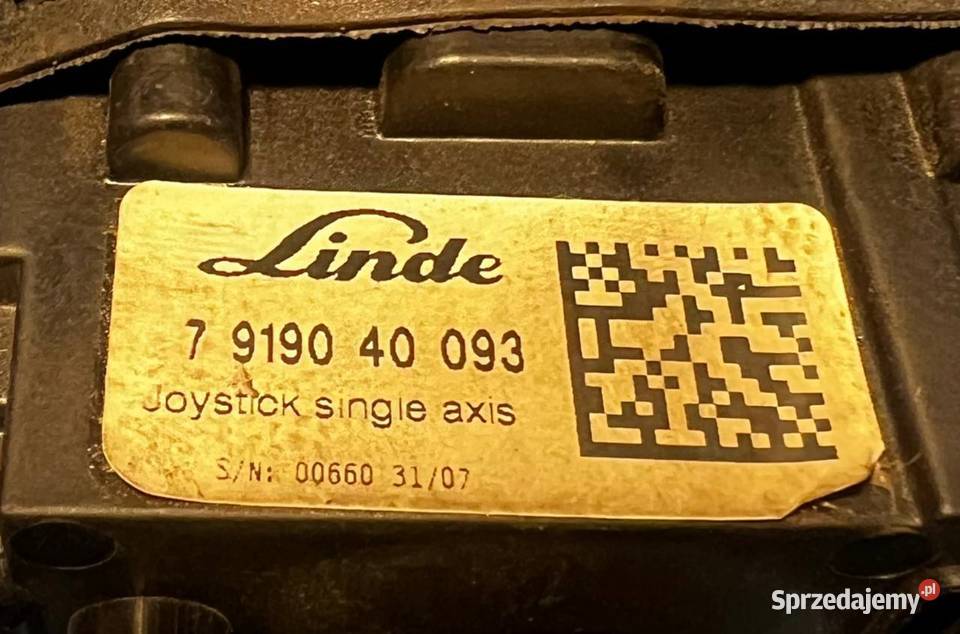 Linde
7 9190 40 093
Joystick single axis
S/N: 00660 31/07
Sprzedajemy.pl